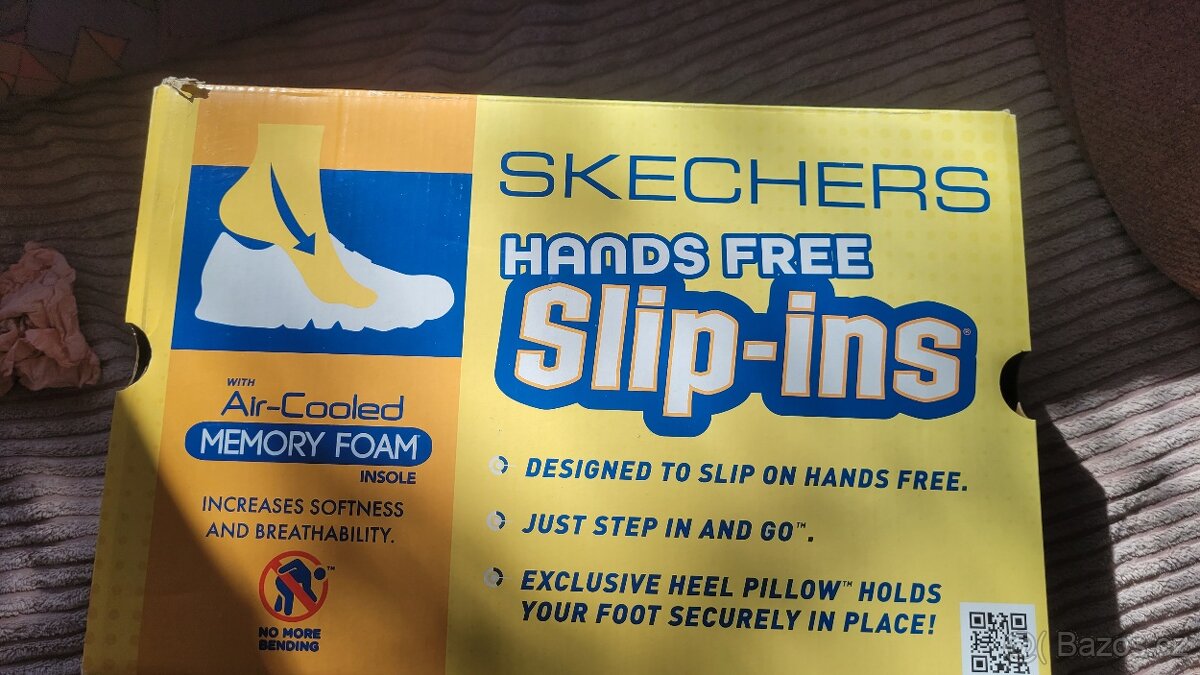 SKECHERS
HANDS FREE
Slip-ins®
WITH
Air-Cooled
MEMORY FOAM
INSOLE
INCREASES SOFTNESS
AND BREATHABILITY.
™
NO MORE
BENDING
DESIGNED TO SLIP ON HANDS FREE.
JUST STEP IN AND GO™.
EXCLUSIVE HEEL PILLOW™ HOLDS
YOUR FOOT SECURELY IN PLACE!
Bazos.cz